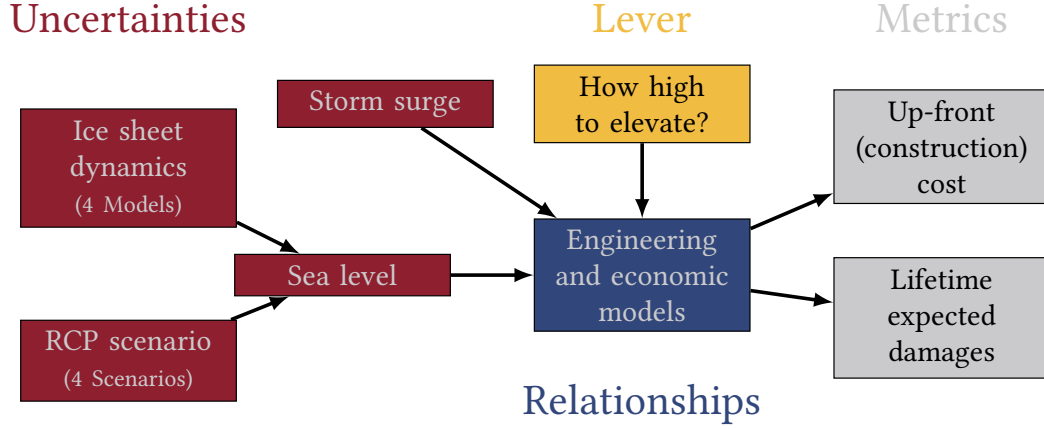 Uncertainties
Lever
Metrics
Storm surge
How high
to elevate?
Ice sheet
dynamics
(4 Models)
Up-front
(construction)
cost
Sea level
Engineering
and economic
models
Lifetime
expected
damages
RCP scenario
(4 Scenarios)
Relationships